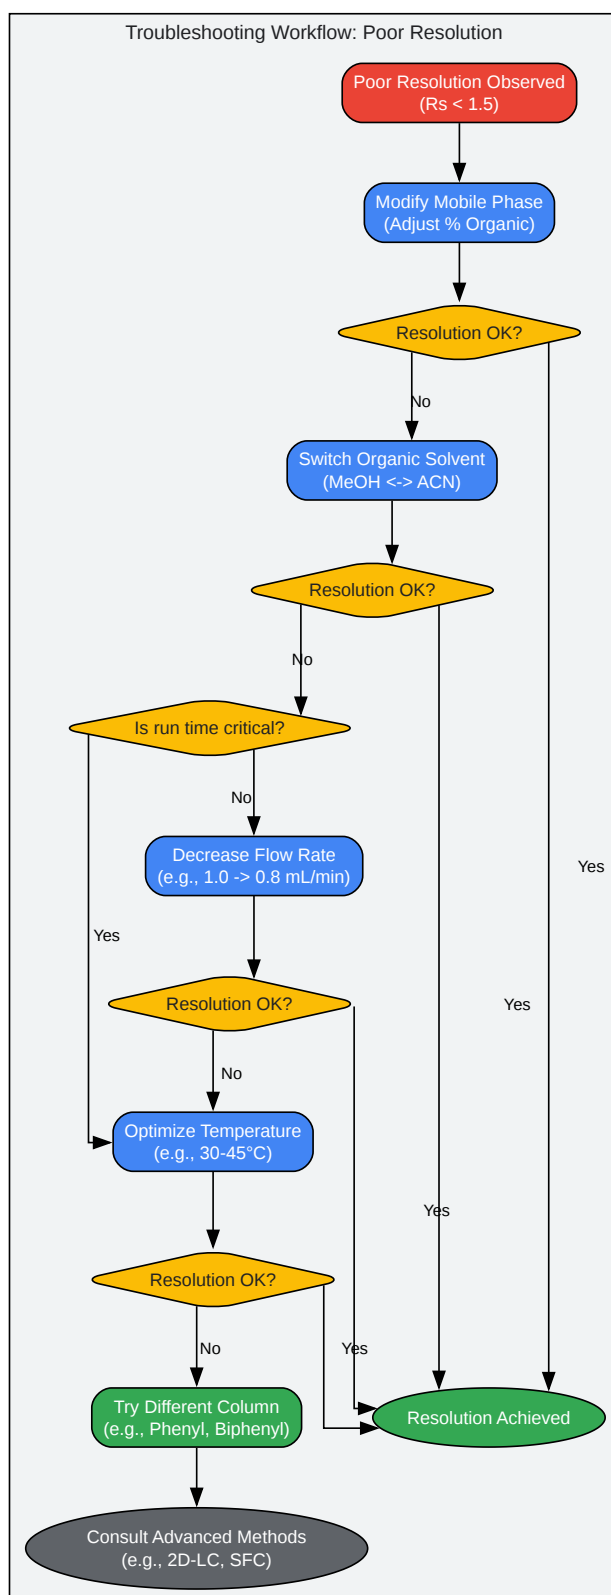 Troubleshooting Workflow: Poor Resolution
Poor Resolution Observed
(Rs < 1.5)
Modify Mobile Phase
(Adjust % Organic)
Resolution OK?
No
Switch Organic Solvent
(MeOH <-> ACN)
Resolution OK?
No
Is run time critical?
No
Decrease Flow Rate
(e.g., 1.0 -> 0.8 mL/min)
Yes
Yes
Resolution OK?
Yes
No
Optimize Temperature
(e.g., 30-45°C)
Yes
Resolution OK?
No
Yes
Try Different Column
(e.g., Phenyl, Biphenyl)
Resolution Achieved
Consult Advanced Methods
(e.g., 2D-LC, SFC)